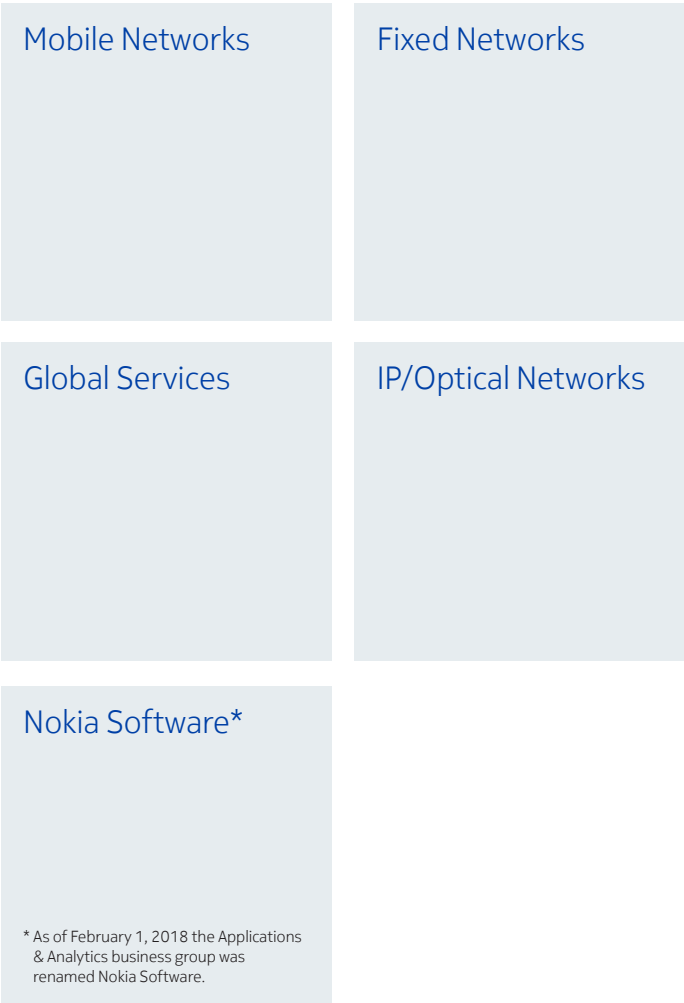 Mobile Networks
Fixed Networks
Global Services
IP/Optical Networks
Nokia Software*
* As of February 1, 2018 the Applications
& Analytics business group was
renamed Nokia Software.